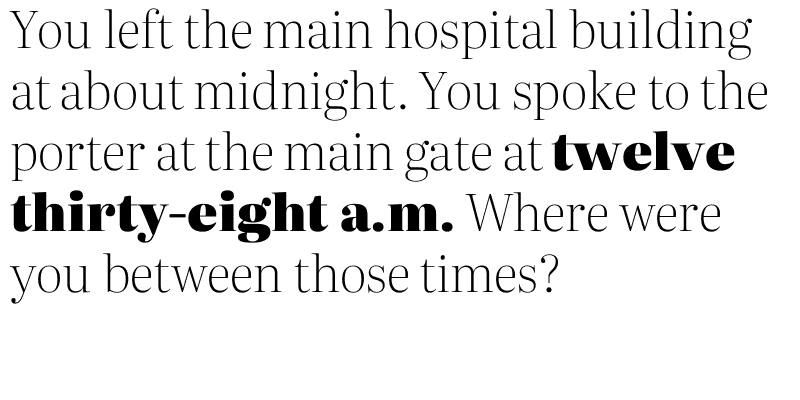 You left the main hospital building
at about midnight. You spoke to the
porter at the main gate at twelve
thirty-eight a.m. Where were
you between those times?